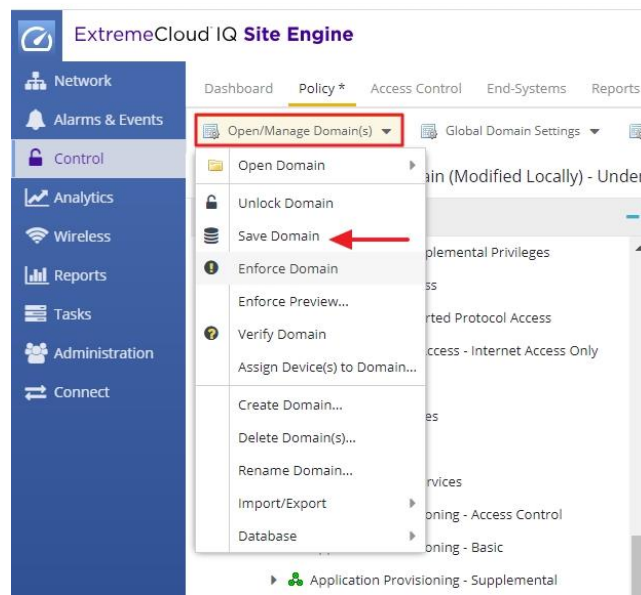 ExtremeCloud IQ Site Engine
Network
Alarms & Events
Control
Analytics
Wireless
Reports
Tasks
Administration
Connect
Dashboard Policy * Access Control End-Systems Reports
Open/Manage Domain(s) Global Domain Settings
ain (Modified Locally) - Unde
Open Domain
Unlock Domain
Save Domain
Enforce Domain
Enforce Preview...
Verify Domain
Assign Device(s) to Domain...
Create Domain...
Delete Domain(s)...
Rename Domain...
Import/Export
Database
plemental Privileges
ss
rted Protocol Access
ccess - Internet Access Only
es
rvices
oning - Access Control
oning - Basic
Application Provisioning - Supplemental